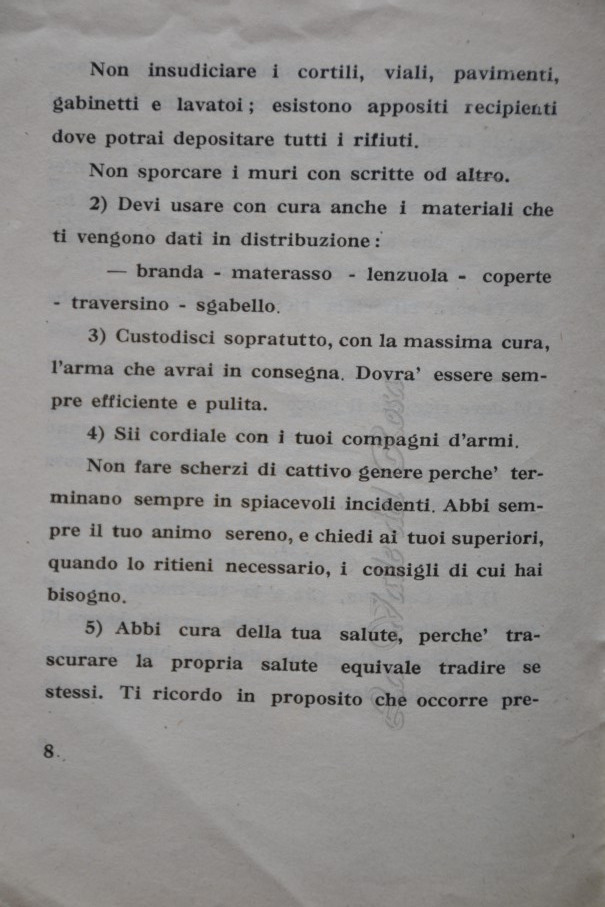 Non insudiciare i cortili, viali, pavimenti,
gabinetti e lavatoi ; esistono appositi recipienti
dove potrai depositare tutti i rifiuti.
Non sporcare i muri con scritte od altro.
2) Devi usare con cura anche i materiali che
ti vengono dati in distribuzione :
— branda - materasso - lenzuola - coperte
- traversino - sgabello.
3) Custodisci sopratutto, con la massima cura,
l'arma che avrai in consegna. Dovra' essere sem-
pre efficiente e pulita.
4) Sii cordiale con i tuoi compagni d'armi.
Non fare scherzi di cattivo genere perche' ter-
minano sempre in spiacevoli incidenti. Abbi sem-
pre il tuo animo sereno, e chiedi ai tuoi superiori,
quando lo ritieni necessario, i consigli di cui hai
bisogno.
5) Abbi cura della tua salute, perche' tra-
scurare la propria salute equivale tradire se
stessi. Ti ricordo in proposito che occorre pre-
8.